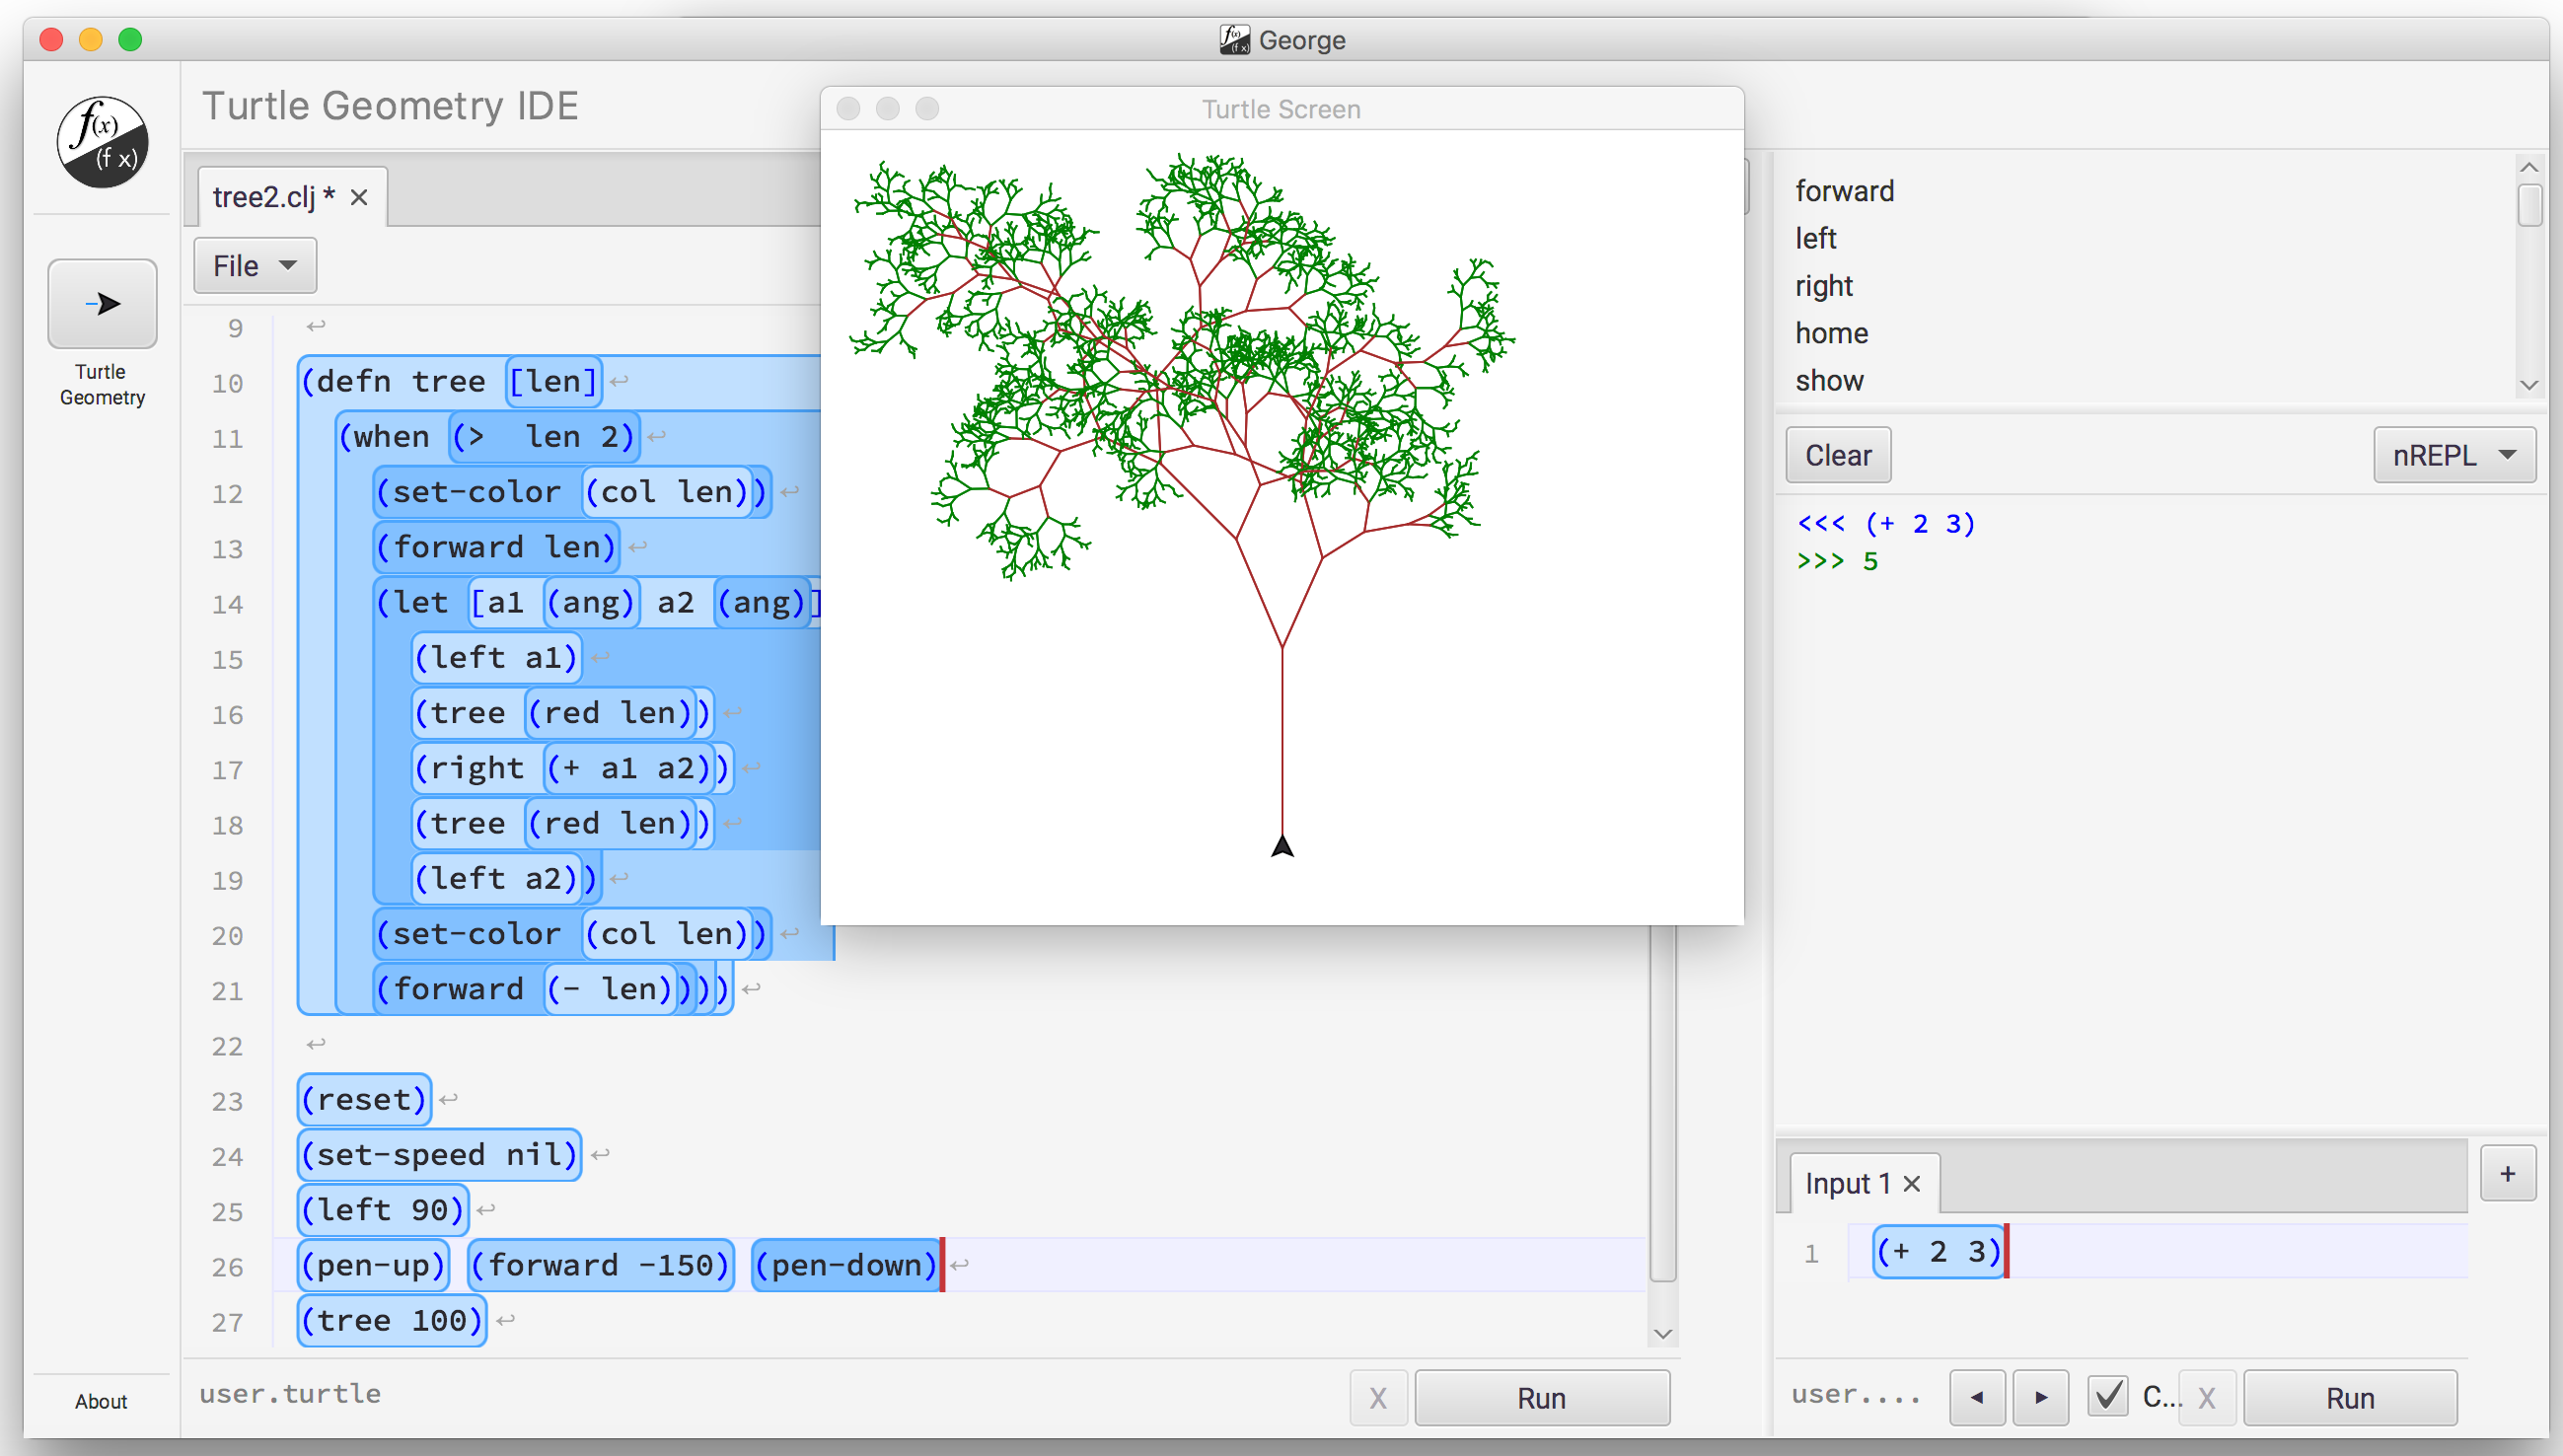 f(x) (f x) George
f(x)
(f x)
Turtle Geometry IDE
Turtle
Geometry
About
tree2.clj * ×
File
9
10 (defn tree [len]
11 (when (>  len 2)
12 (set-color (col len))
13 (forward len)
14 (let [a1 (ang) a2 (ang)]
15 (left a1)
16 (tree (red len))
17 (right (+ a1 a2))
18 (tree (red len))
19 (left a2))
20 (set-color (col len))
21 (forward (- len))))
22
23 (reset)
24 (set-speed nil)
25 (left 90)
26 (pen-up) (forward -150) (pen-down)
27 (tree 100)
user.turtle
X Run
Turtle Screen
forward
left
right
home
show
Clear nREPL
<<< (+ 2 3)
>>> 5
Input 1 ×
+
1 (+ 2 3)
user.... ◂ ▸ C... X Run